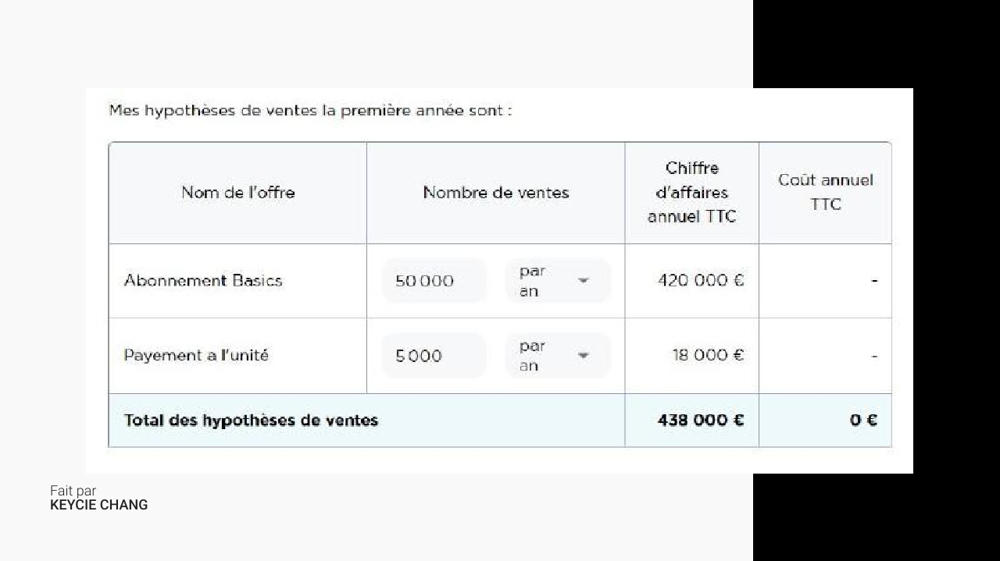 Mes hypothèses de ventes la première année sont :
Nom de l'offre
Nombre de ventes
Chiffre
d'affaires
annuel TTC
Coût annuel
TTC
Abonnement Basics
50 000
par
an
420 000 €
-
Payement a l'unité
5 000
par
an
18 000 €
-
Total des hypothèses de ventes
438 000 €
0 €
Fait par
KEYCIE CHANG